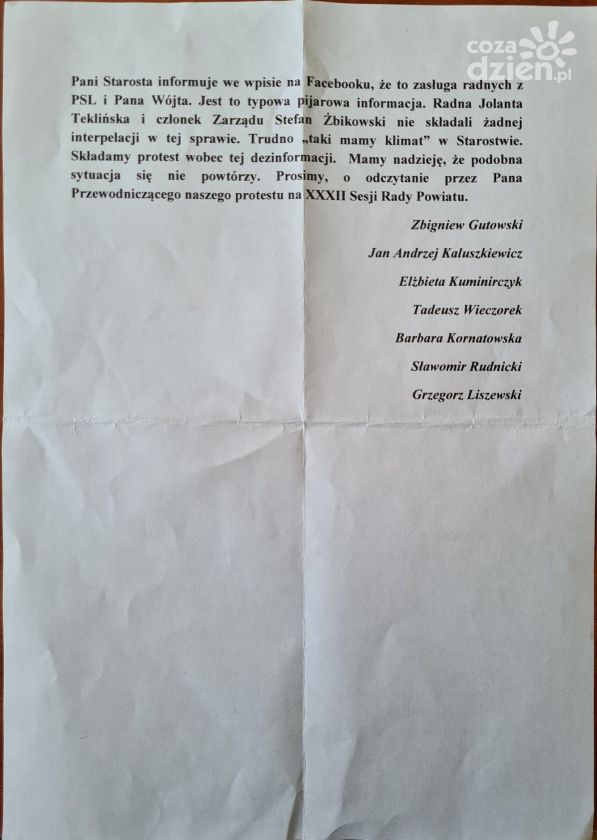 coza
dzien.pl
Pani Starosta informuje we wpisie na Facebooku, że to zasługa radnych z
PSL i Pana Wójta. Jest to typowa pijarowa informacja. Radna Jolanta
Teklińska i członek Zarządu Stefan Żbikowski nie składali żadnej
interpelacji w tej sprawie. Trudno „taki mamy klimat” w Starostwie.
Składamy protest wobec tej dezinformacji. Mamy nadzieję, że podobna
sytuacja się nie powtórzy. Prosimy, o odczytanie przez Pana
Przewodniczącego naszego protestu na XXXII Sesji Rady Powiatu.
Zbigniew Gutowski
Jan Andrzej Kaluszkiewicz
Elżbieta Kuminirczyk
Tadeusz Wieczorek
Barbara Kornatowska
Sławomir Rudnicki
Grzegorz Liszewski